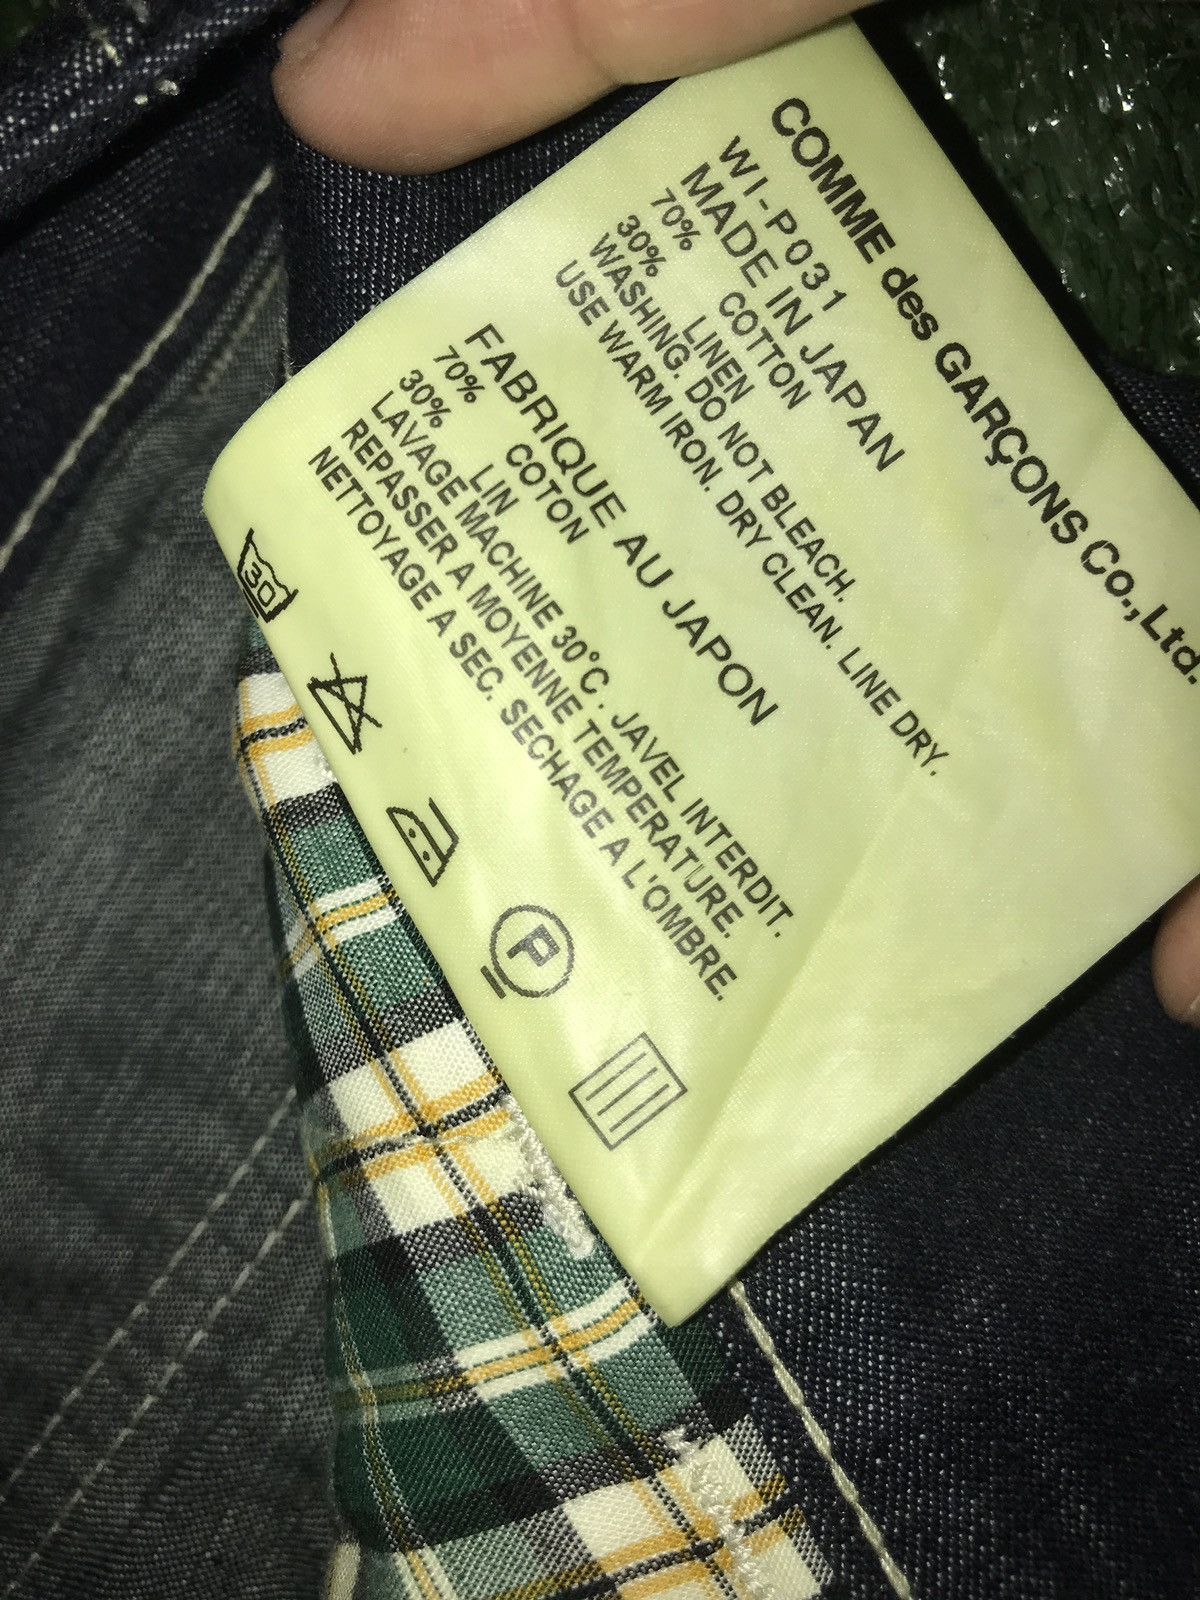 COMME des GARÇONS Co., Ltd.
WI-P031
MADE IN JAPAN
70% COTTON
30% LINEN
WASHING. DO NOT BLEACH.
USE WARM IRON. DRY CLEAN. LINE DRY.
FABRIQUE AU JAPON
70% COTON
30% LIN
LAVAGE MACHINE 30°C. JAVEL INTERDIT.
REPASSER A MOYENNE TEMPERATURE.
NETTOYAGE A SEC. SECHAGE A L'OMBRE.
30
P